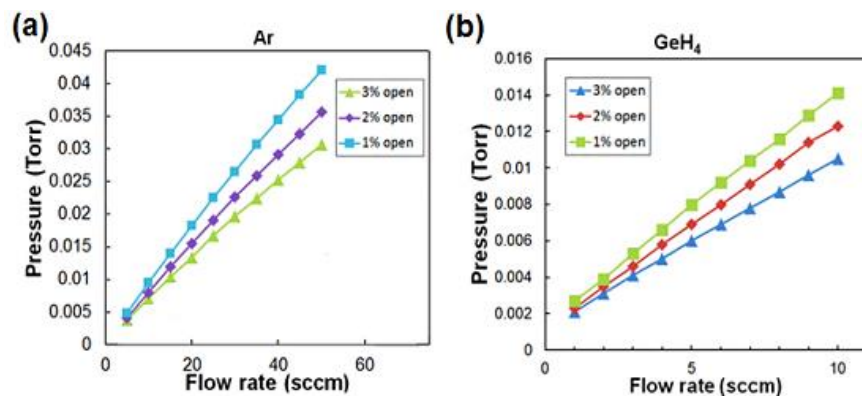 (a)
Ar
0.045
0.04
0.035
0.03
0.025
0.02
0.015
0.01
0.005
0
Pressure (Torr)
3% open
2% open
1% open
20
40
60
Flow rate (sccm)
(b)
GeH4
0.016
0.014
0.012
0.010
0.008
0.006
0.004
0.002
0
Pressure (Torr)
3% open
2% open
1% open
0
5
10
Flow rate (sccm)